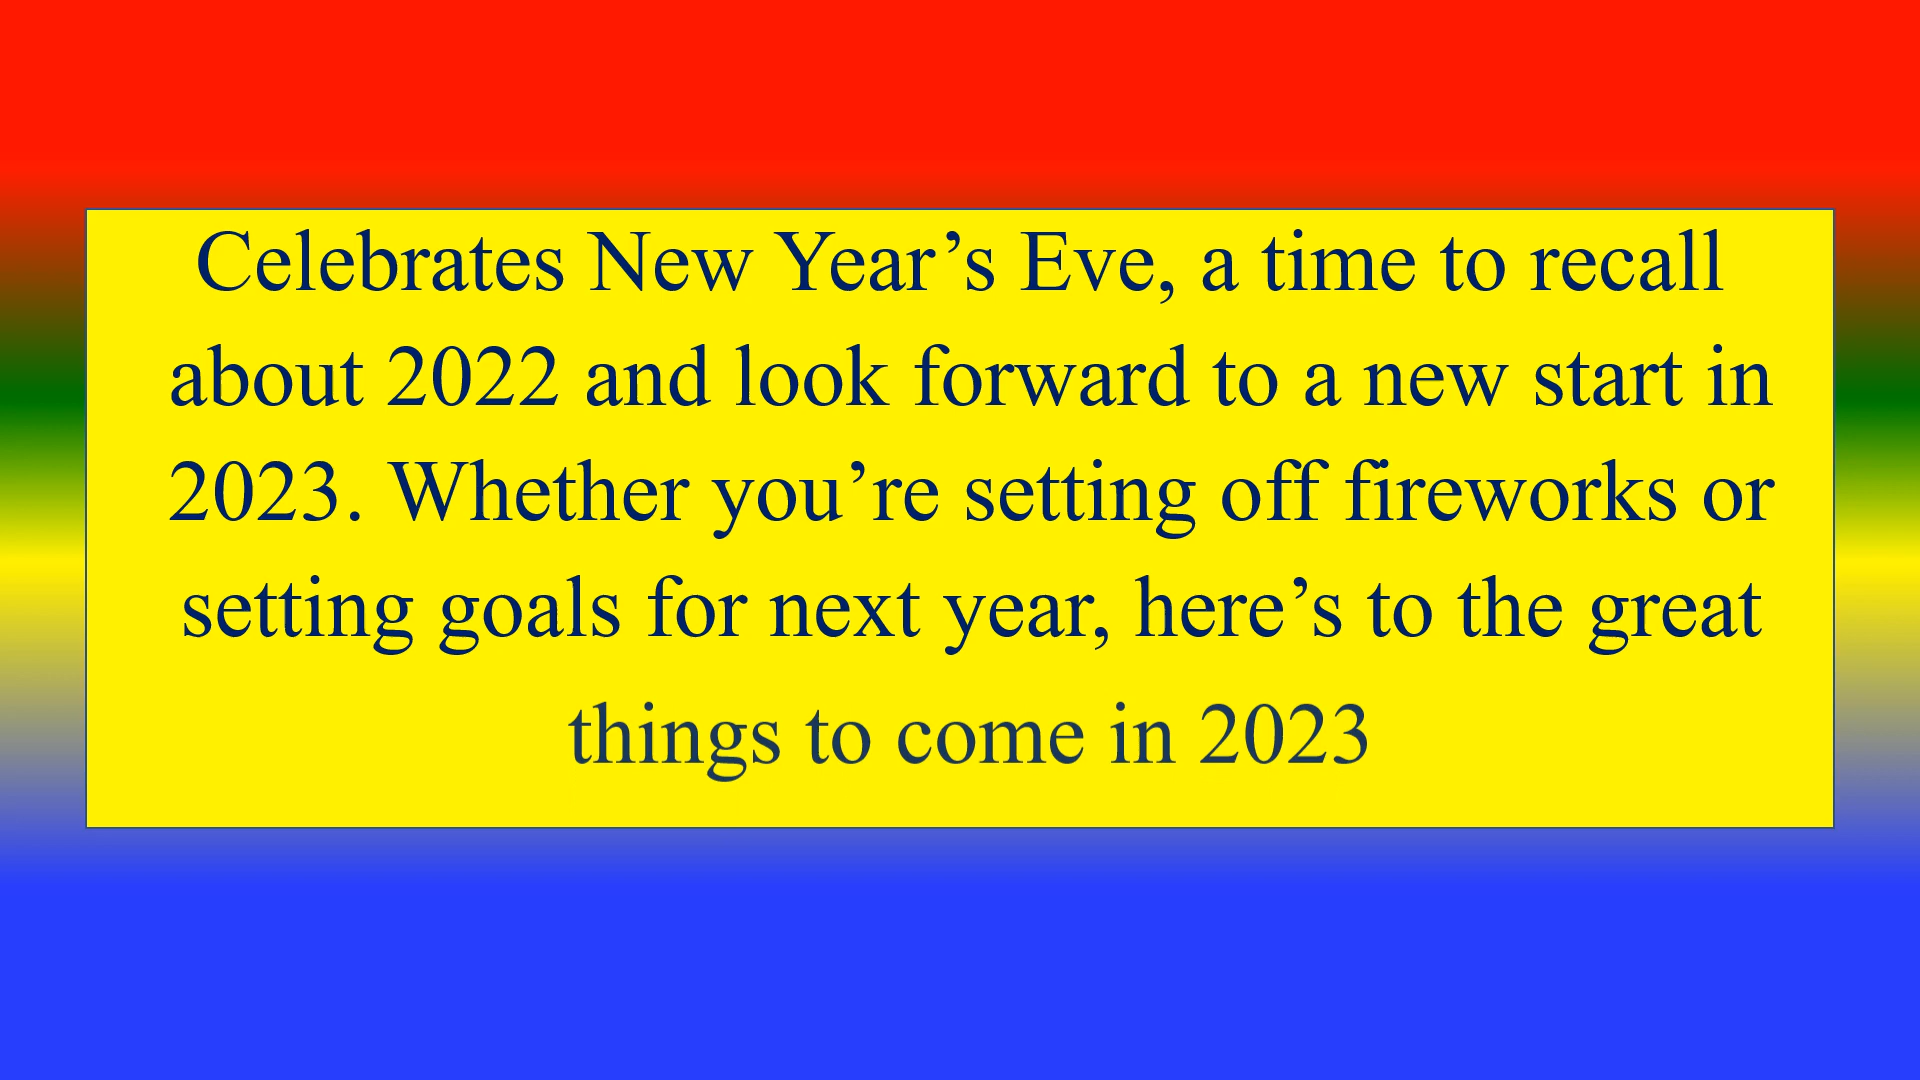 Celebrates New Year’s Eve, a time to recall
about 2022 and look forward to a new start in
2023. Whether you’re setting off fireworks or
setting goals for next year, here’s to the great
things to come in 2023